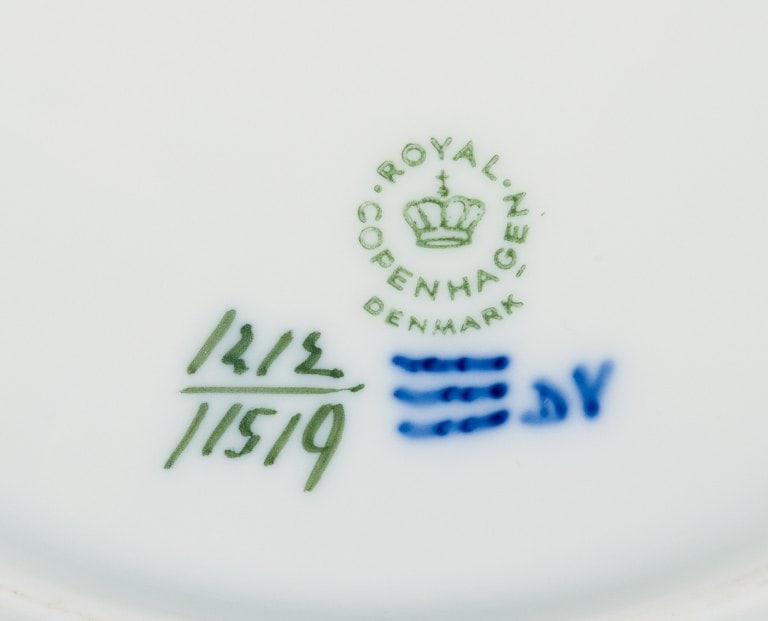 ROYAL
COPENHAGEN
DENMARK
1212
11519